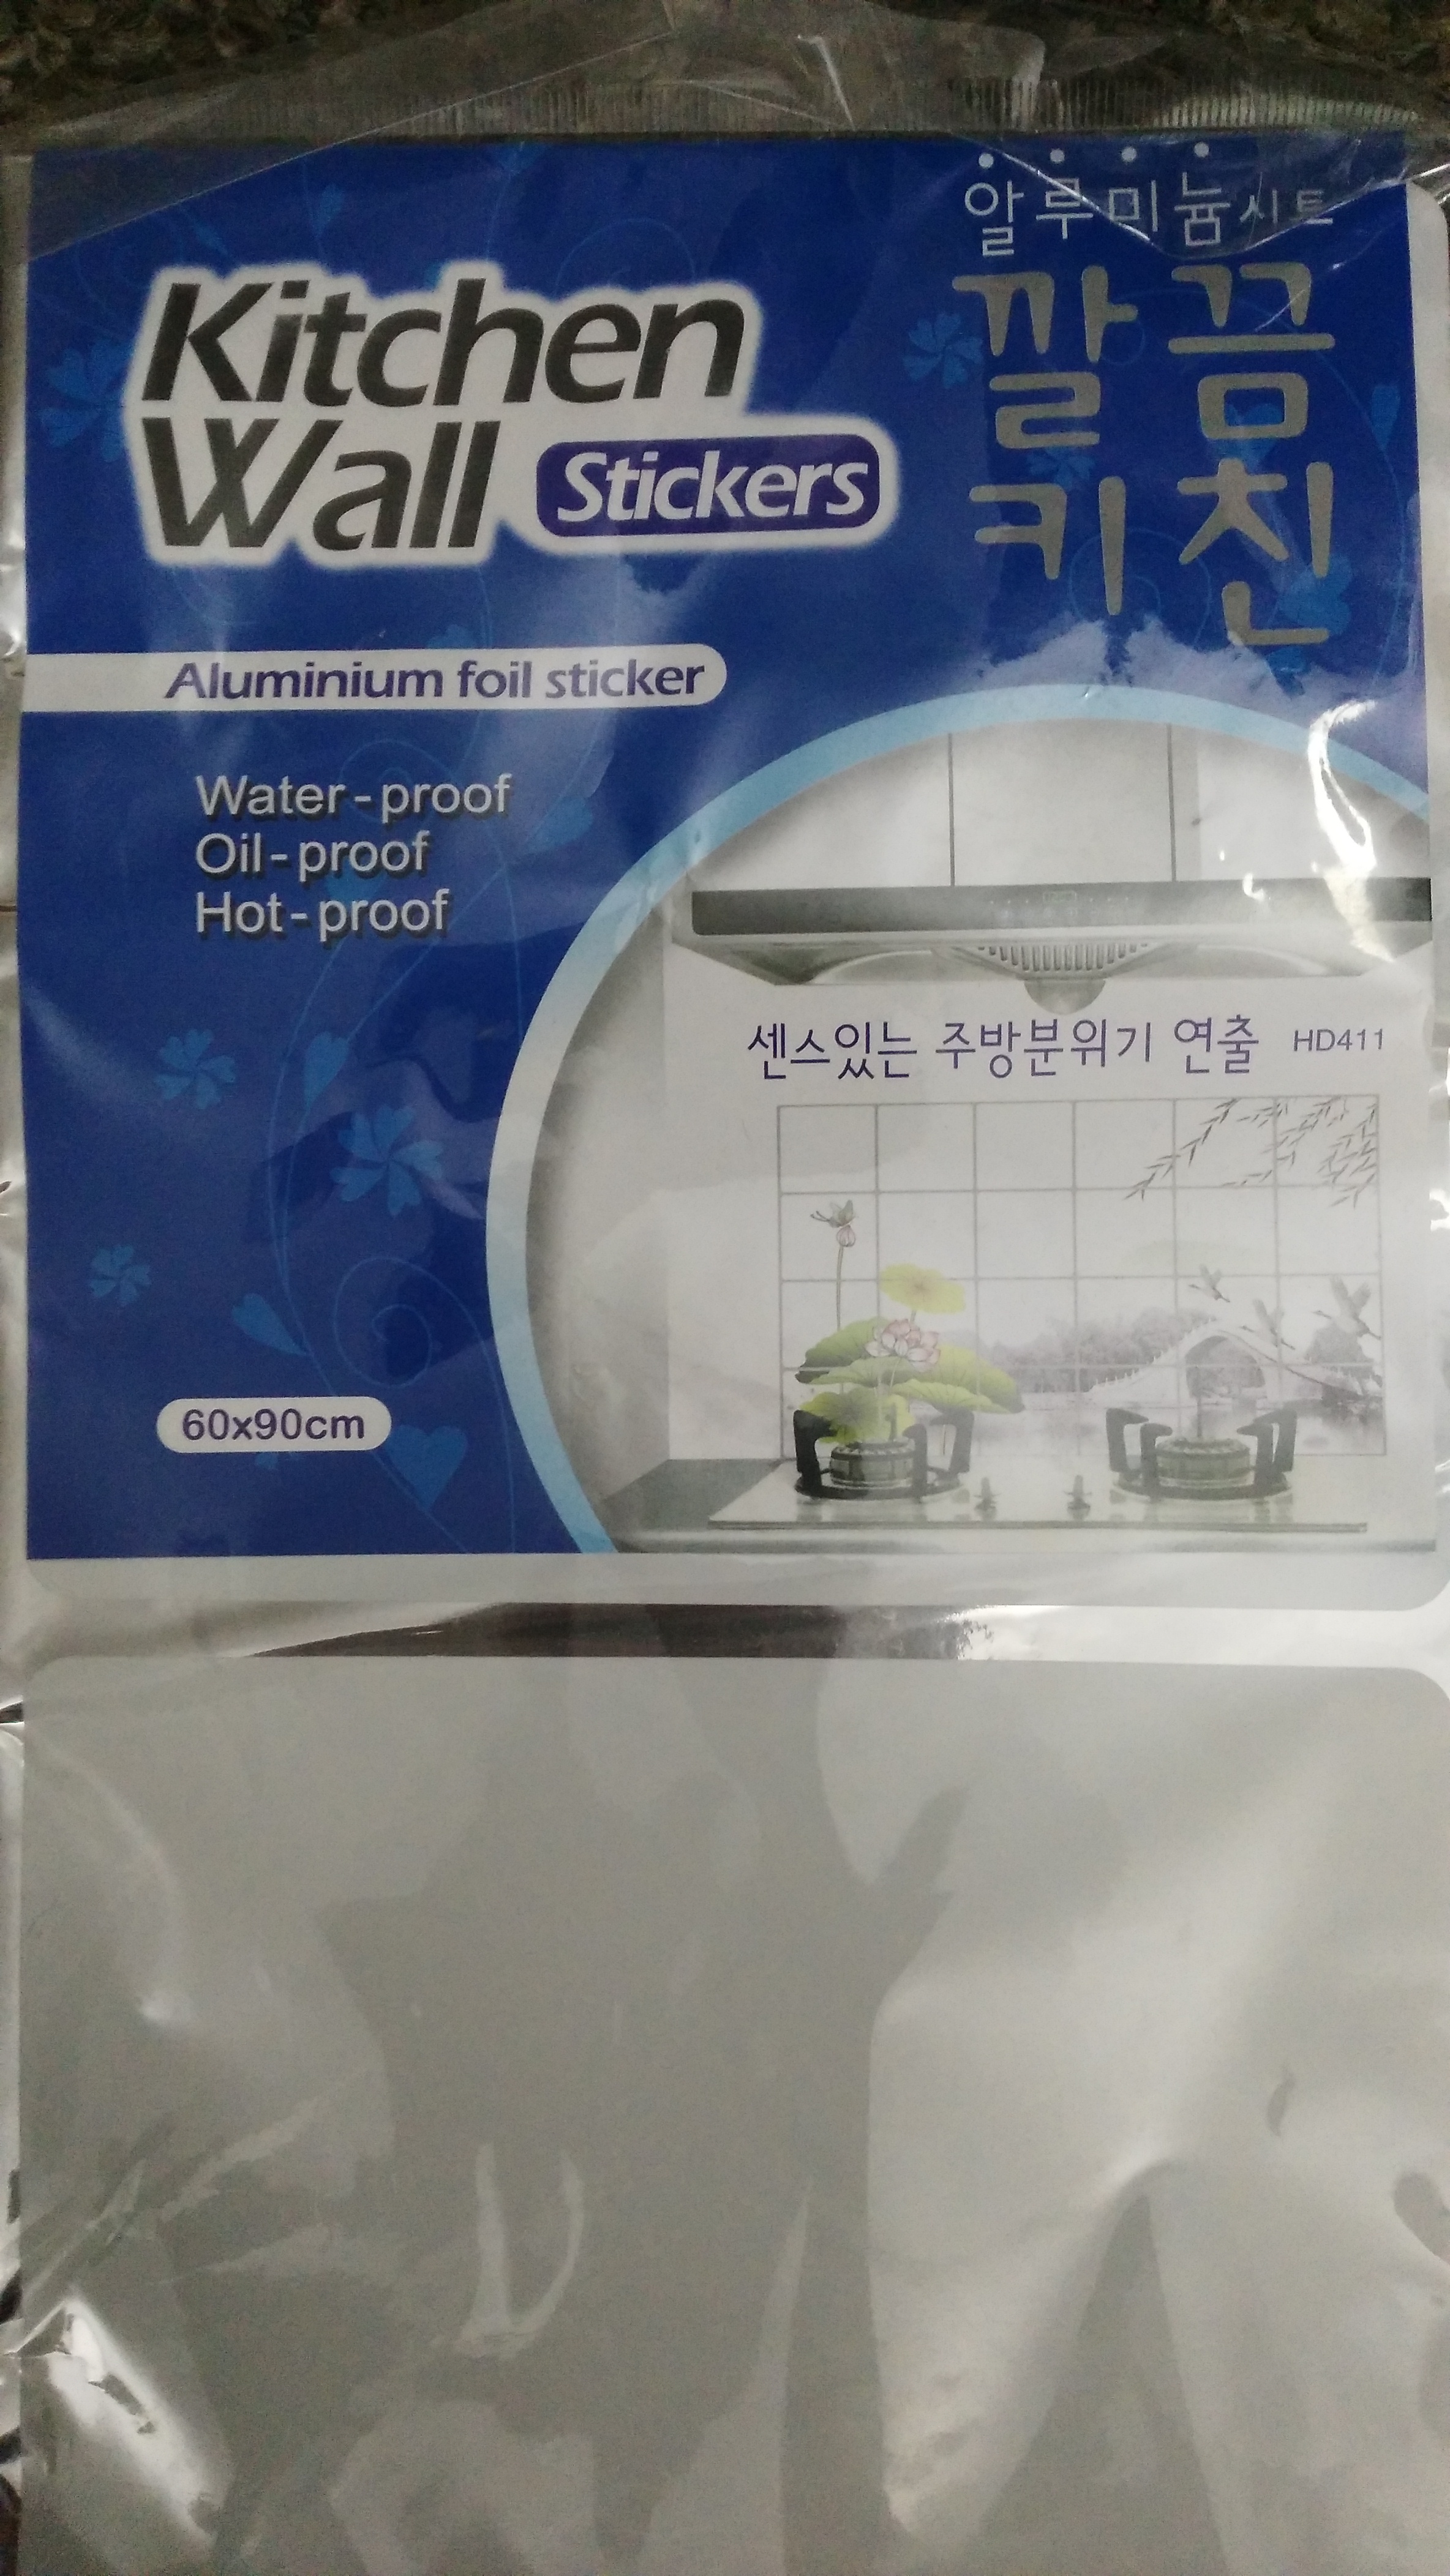 알루미늄시트
Kitchen
Wall Stickers
깔끔
키친
Aluminium foil sticker
Water-proof
Oil-proof
Hot-proof
센스있는 주방분위기 연출 HD411
60x90cm